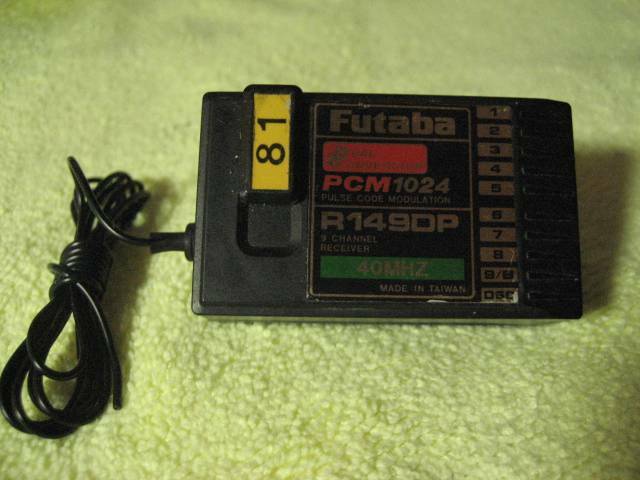 81
Futaba
PCM1024
PULSE CODE MODULATION
R149DP
9 CHANNEL
RECEIVER
40MHZ
MADE IN TAIWAN
1
2
3
4
5
6
7
8
9/B
DSC